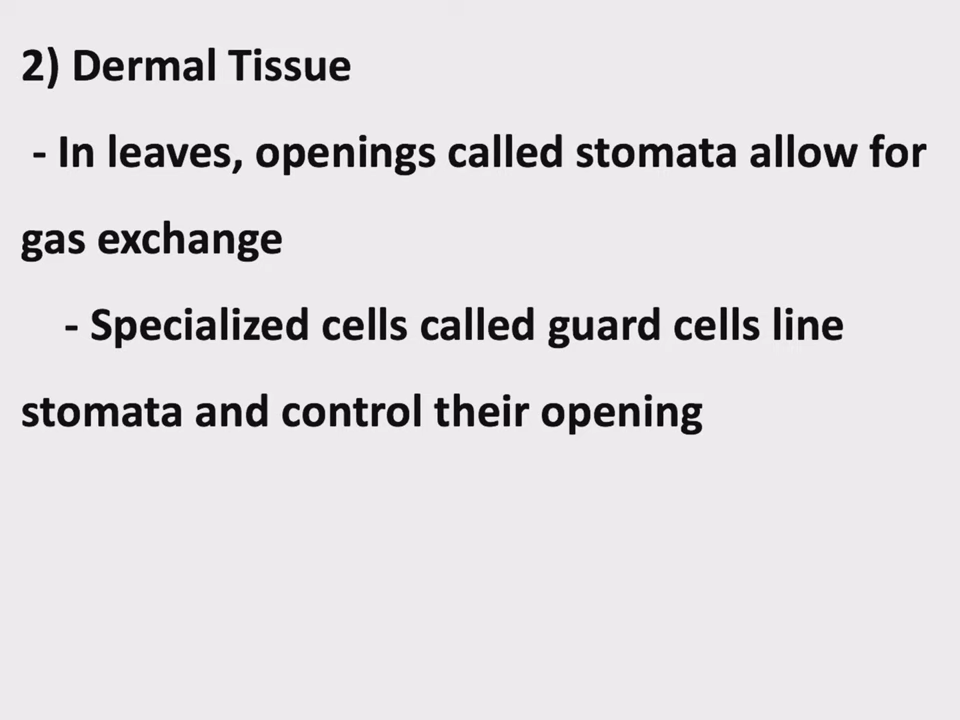 2) Dermal Tissue
- In leaves, openings called stomata allow for
gas exchange
- Specialized cells called guard cells line
stomata and control their opening